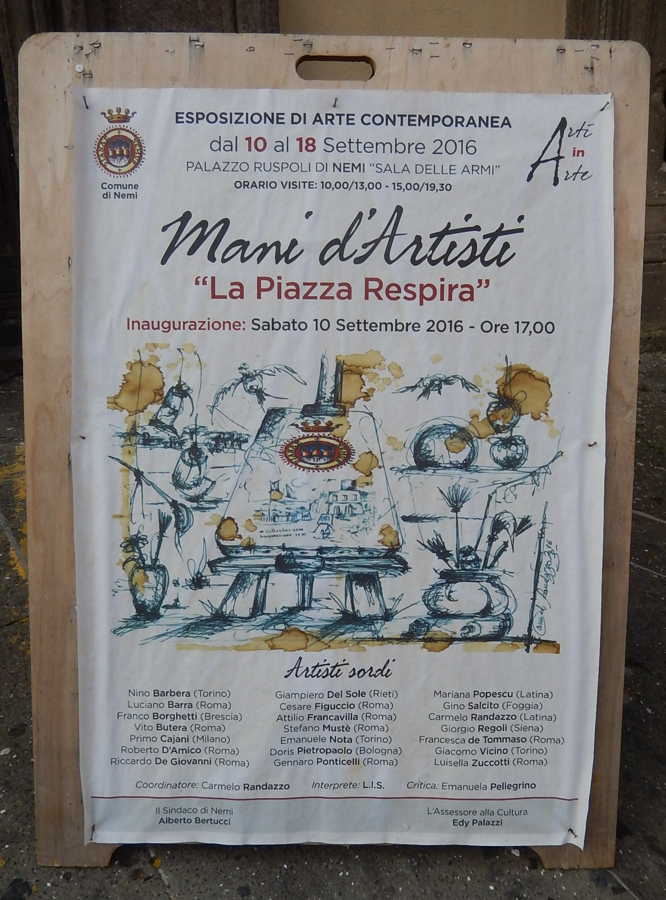 ESPOSIZIONE DI ARTE CONTEMPORANEA
dal 10 al 18 Settembre 2016
PALAZZO RUSPOLI DI NEMI "SALA DELLE ARMI"
ORARIO VISITE: 10,00/13,00 - 15,00/19,30
Comune
di Nemi
Arti
in
Arte
Mani d'Artisti
"La Piazza Respira"
Inaugurazione: Sabato 10 Settembre 2016 - Ore 17,00
Artisti sordi
Nino Barbera (Torino)
Luciano Barra (Roma)
Franco Borghetti (Brescia)
Vito Butera (Roma)
Primo Cajani (Milano)
Roberto D'Amico (Roma)
Riccardo De Giovanni (Roma)
Giampiero Del Sole (Rieti)
Cesare Figuccio (Roma)
Attilio Francavilla (Roma)
Stefano Mustè (Roma)
Emanuele Nota (Torino)
Doris Pietropaolo (Bologna)
Gennaro Ponticelli (Roma)
Mariana Popescu (Latina)
Gino Salcito (Foggia)
Carmelo Randazzo (Latina)
Giorgio Regoli (Siena)
Francesca de Tommaso (Roma)
Giacomo Vicino (Torino)
Luisella Zuccotti (Roma)
Coordinatore: Carmelo Randazzo Interprete: L.I.S. Critica: Emanuela Pellegrino
Il Sindaco di Nemi
Alberto Bertucci
L'Assessore alla Cultura
Edy Palazzi